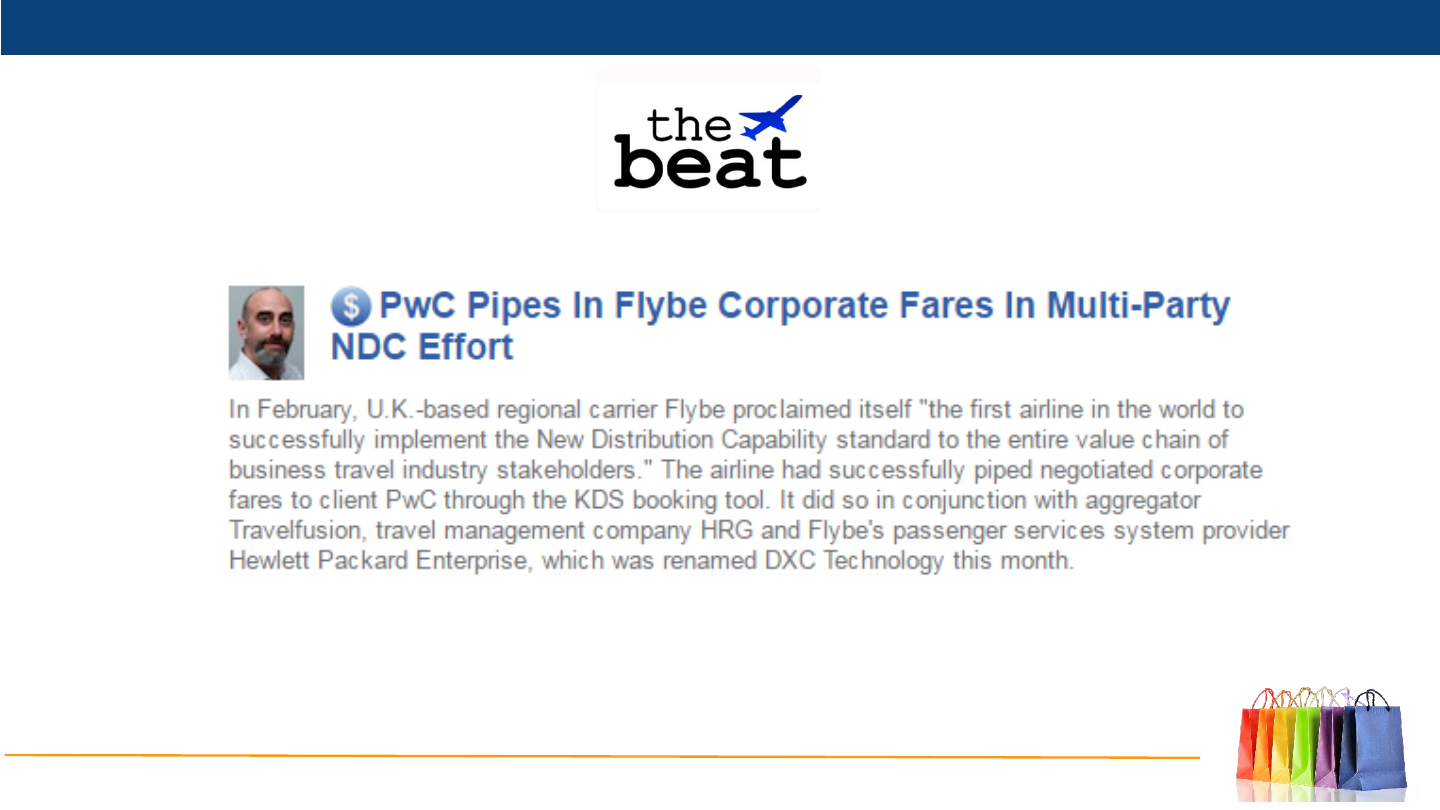 the
beat
$ PwC Pipes In Flybe Corporate Fares In Multi-Party
NDC Effort
In February, U.K.-based regional carrier Flybe proclaimed itself "the first airline in the world to
successfully implement the New Distribution Capability standard to the entire value chain of
business travel industry stakeholders." The airline had successfully piped negotiated corporate
fares to client PwC through the KDS booking tool. It did so in conjunction with aggregator
Travelfusion, travel management company HRG and Flybe's passenger services system provider
Hewlett Packard Enterprise, which was renamed DXC Technology this month.